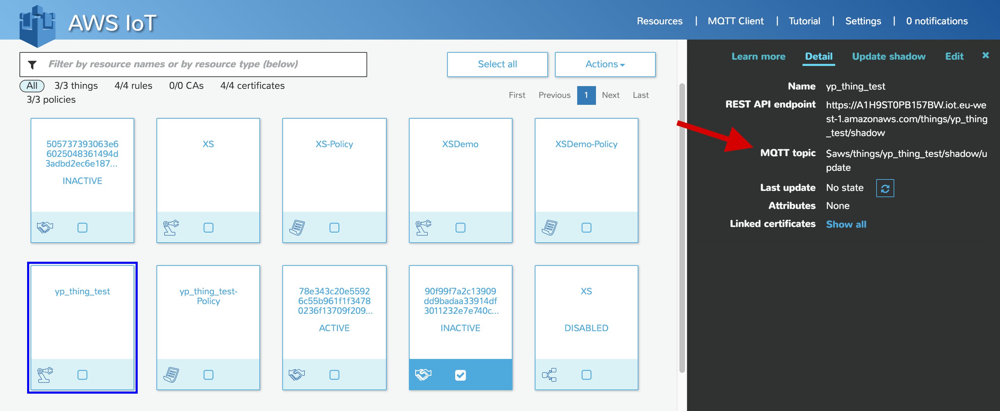 AWS IoT
Resources | MQTT Client | Tutorial | Settings | 0 notifications
Filter by resource names or by resource type (below)
Select all
Actions
All 3/3 things 4/4 rules 0/0 CAs 4/4 certificates
3/3 policies
First Previous 1 Next Last
505737393063e6
6025048361494d
3adbd2ec6e187...
INACTIVE
XS
XS-Policy
XSDemo
XSDemo-Policy
yp_thing_test
yp_thing_test-
Policy
78e343c20e5592
6c55b961f1f3478
0236f13709f209...
ACTIVE
90f99f7a2c13909
dd9badaa33914df
3011232e7e740c...
INACTIVE
XS
DISABLED
Learn more Detail Update shadow Edit
Name yp_thing_test
REST API endpoint https://A1H9ST0PB157BW.iot.eu-we
st-1.amazonaws.com/things/yp_thing
_test/shadow
MQTT topic $aws/things/yp_thing_test/shadow/u
pdate
Last update No state
Attributes None
Linked certificates Show all